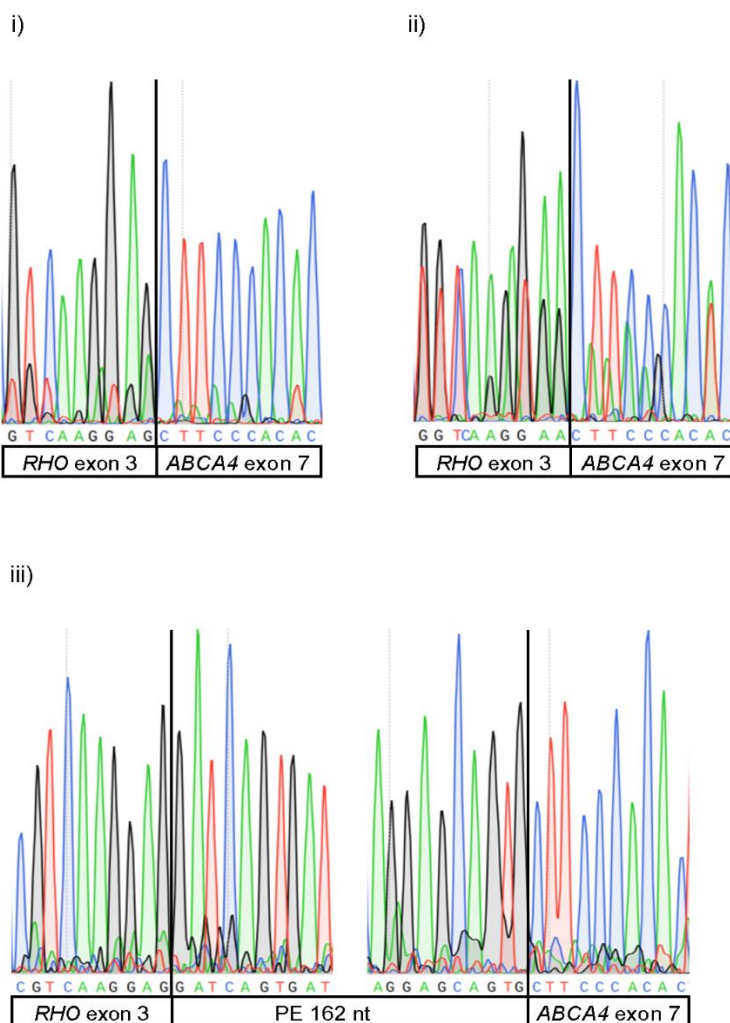 i)
ii)
G T C A A G G A G C T T C C C A C A C
G G T C A A G G A A C T T C C C A C A C
RHO exon 3
ABCA4 exon 7
RHO exon 3
ABCA4 exon 7
iii)
C G T C A A G G A G G A T C A G T G A T
A G G A G C A G T G C T T C C C A C A C
RHO exon 3
PE 162 nt
ABCA4 exon 7